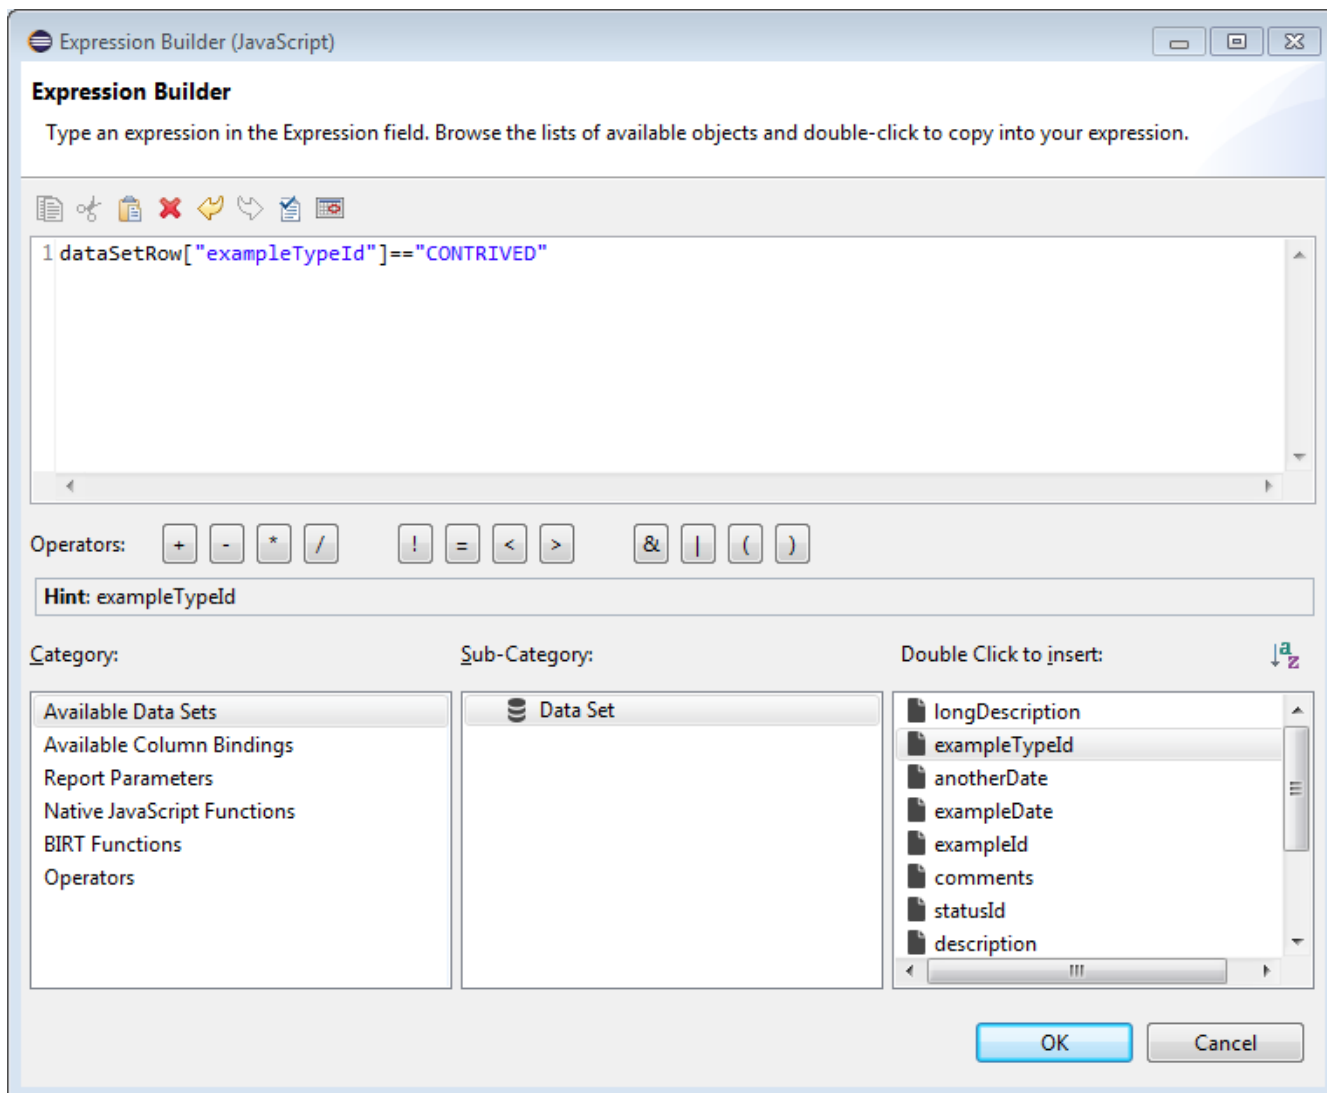 Expression Builder (JavaScript)
Expression Builder
Type an expression in the Expression field. Browse the lists of available objects and double-click to copy into your expression.
1 dataSetRow["exampleTypeId"]=="CONTRIVED"
Operators: + - * / ! = < > & | ( )
Hint: exampleTypeId
Category: Sub-Category: Double Click to insert:
Available Data Sets
Available Column Bindings
Report Parameters
Native JavaScript Functions
BIRT Functions
Operators
Data Set
longDescription
exampleTypeId
anotherDate
exampleDate
exampleId
comments
statusId
description
OK Cancel